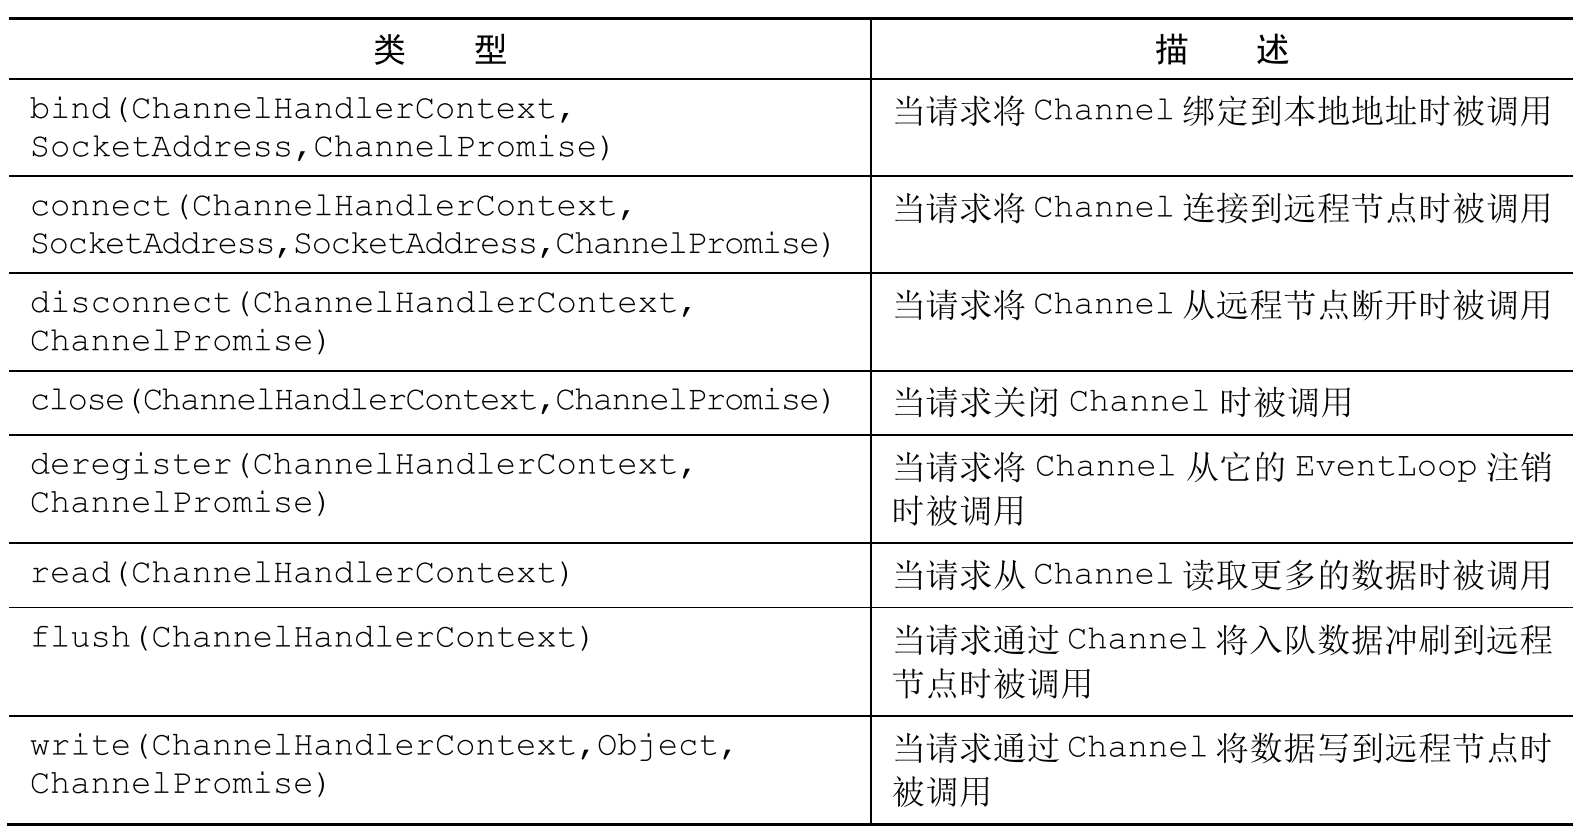 类 型 描 述
bind(ChannelHandlerContext,
SocketAddress,ChannelPromise)
当请求将 Channel 绑定到本地地址时被调用
connect(ChannelHandlerContext,
SocketAddress,SocketAddress,ChannelPromise)
当请求将 Channel 连接到远程节点时被调用
disconnect(ChannelHandlerContext,
ChannelPromise)
当请求将 Channel 从远程节点断开时被调用
close(ChannelHandlerContext,ChannelPromise)
当请求关闭 Channel 时被调用
deregister(ChannelHandlerContext,
ChannelPromise)
当请求将 Channel 从它的 EventLoop 注销
时被调用
read(ChannelHandlerContext)
当请求从 Channel 读取更多的数据时被调用
flush(ChannelHandlerContext)
当请求通过 Channel 将入队数据冲刷到远程
节点时被调用
write(ChannelHandlerContext,Object,
ChannelPromise)
当请求通过 Channel 将数据写到远程节点时
被调用